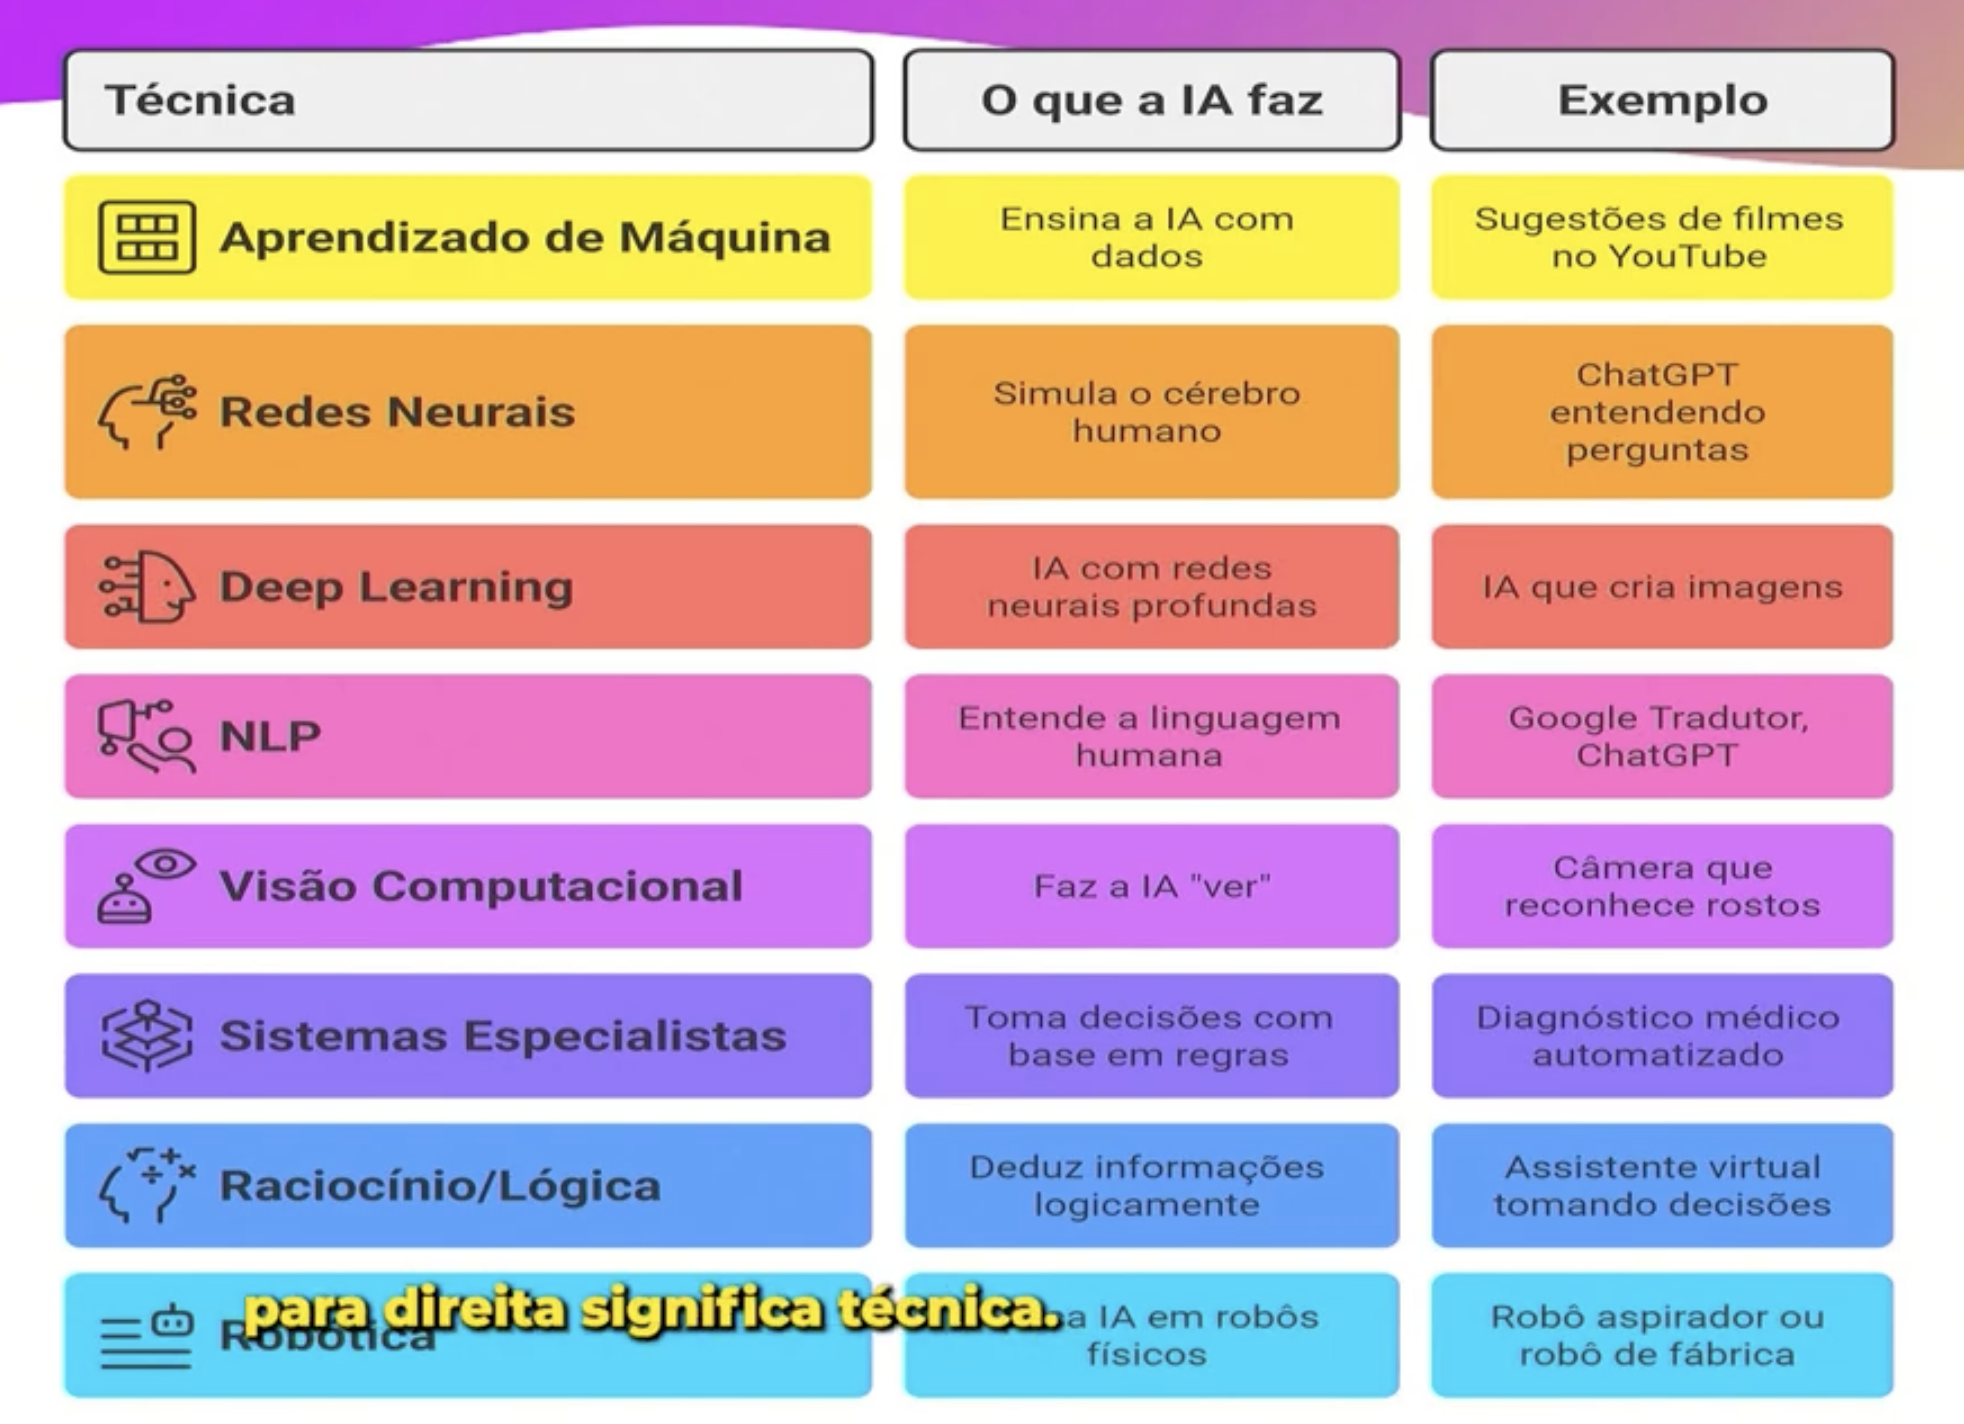 Técnica
O que a IA faz
Exemplo
Aprendizado de Máquina
Ensina a IA com
dados
Sugestões de filmes
no YouTube
Redes Neurais
Simula o cérebro
humano
ChatGPT
entendendo
perguntas
Deep Learning
IA com redes
neurais profundas
IA que cria imagens
NLP
Entende a linguagem
humana
Google Tradutor,
ChatGPT
Visão Computacional
Faz a IA "ver"
Câmera que
reconhece rostos
Sistemas Especialistas
Toma decisões com
base em regras
Diagnóstico médico
automatizado
Raciocínio/Lógica
Deduz informações
logicamente
Assistente virtual
tomando decisões
para direita significa técnica.
Robótica
IA em robôs
físicos
Robô aspirador ou
robô de fábrica